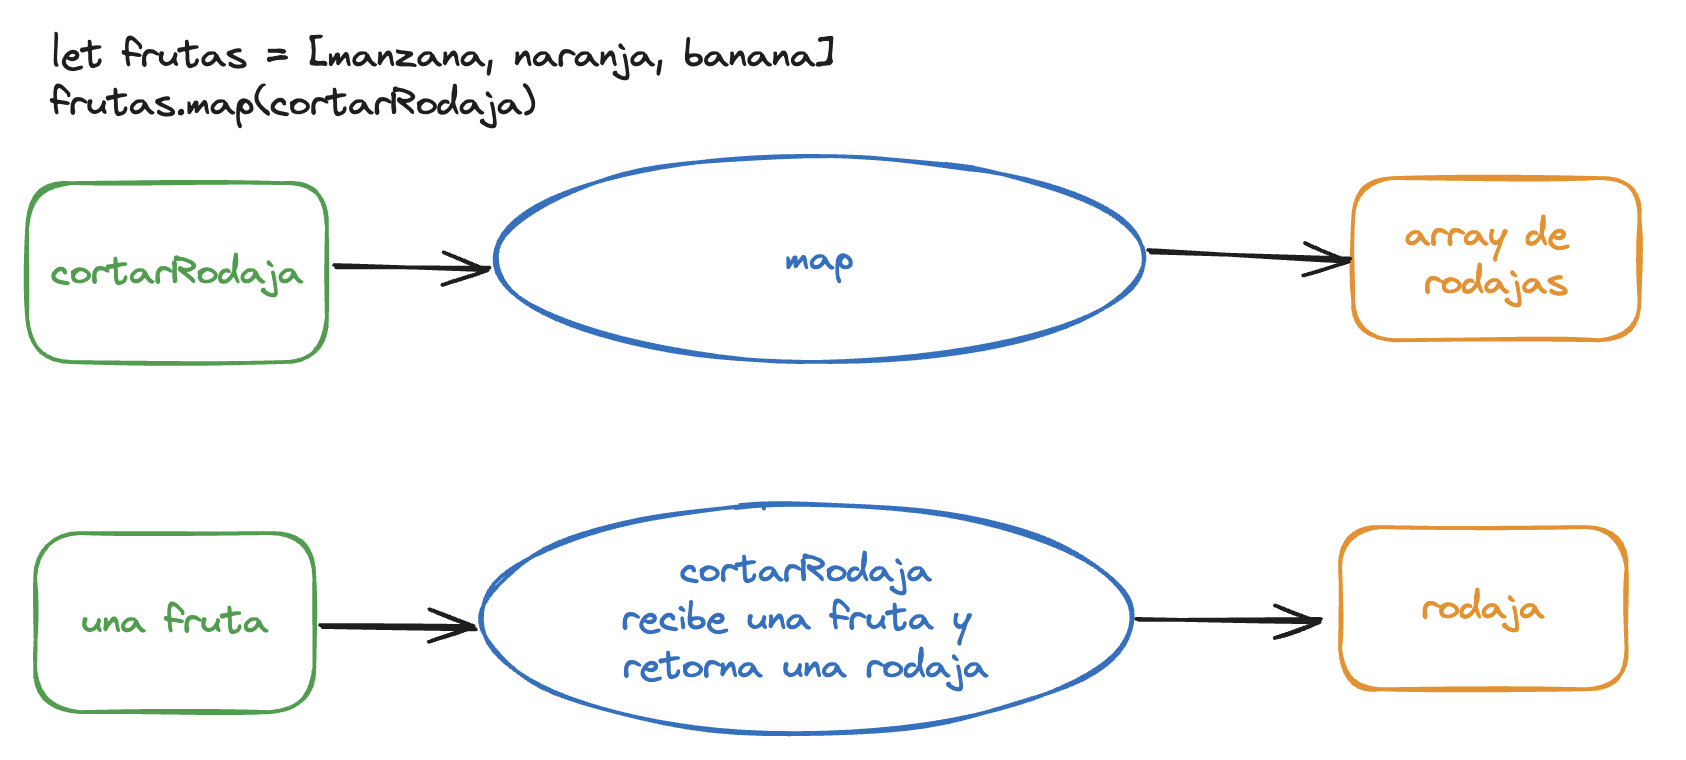 let frutas = [manzana, naranja, banana]
frutas.map(cortarRodaja)
cortarRodaja
map
array de
rodajas
una fruta
cortarRodaja
recibe una fruta y
retorna una rodaja
rodaja